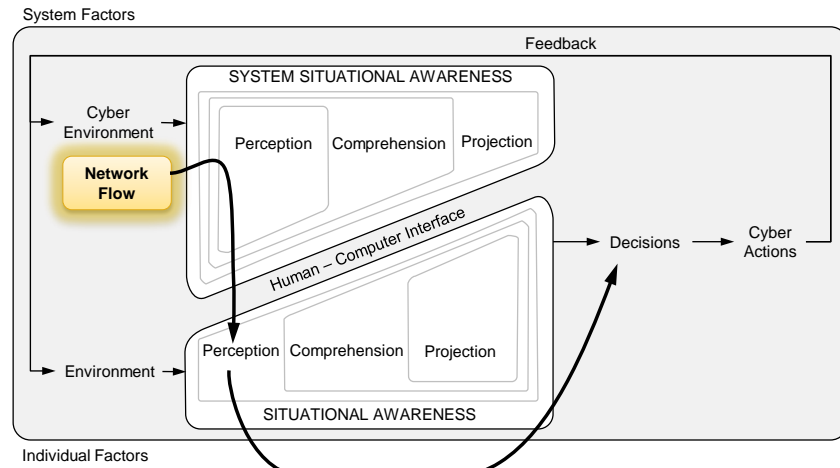 System Factors
Feedback
SYSTEM SITUATIONAL AWARENESS
Cyber
Environment
Perception
Comprehension
Projection
Network
Flow
Human – Computer Interface
Decisions
Cyber
Actions
Environment
Perception
Comprehension
Projection
SITUATIONAL AWARENESS
Individual Factors